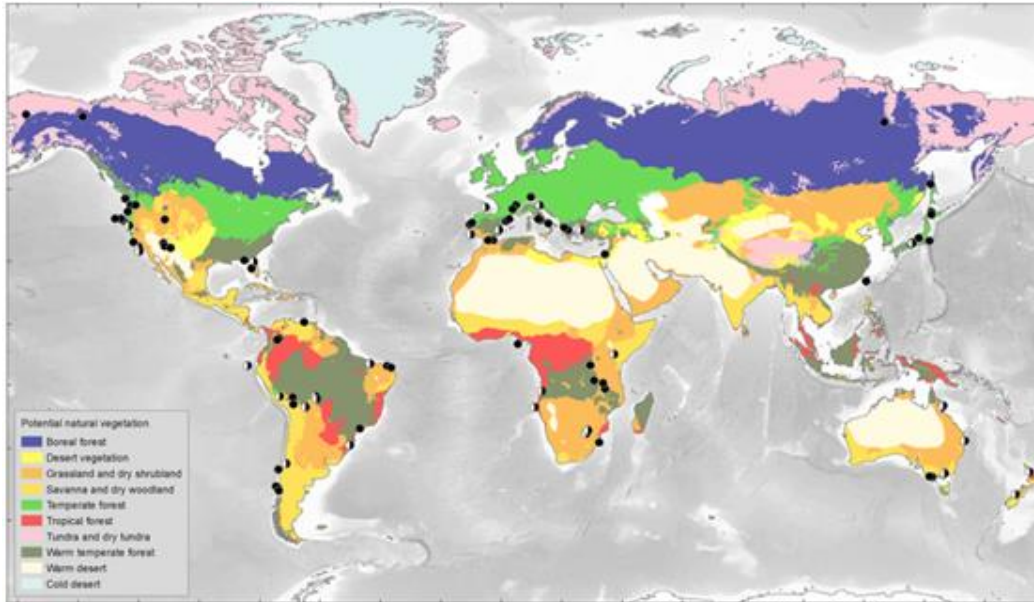 Potential natural vegetation
Boreal forest
Desert vegetation
Grassland and dry shrubland
Savanna and dry woodland
Temperate forest
Tropical forest
Tundra and dry tundra
Warm temperate forest
Warm desert
Cold desert